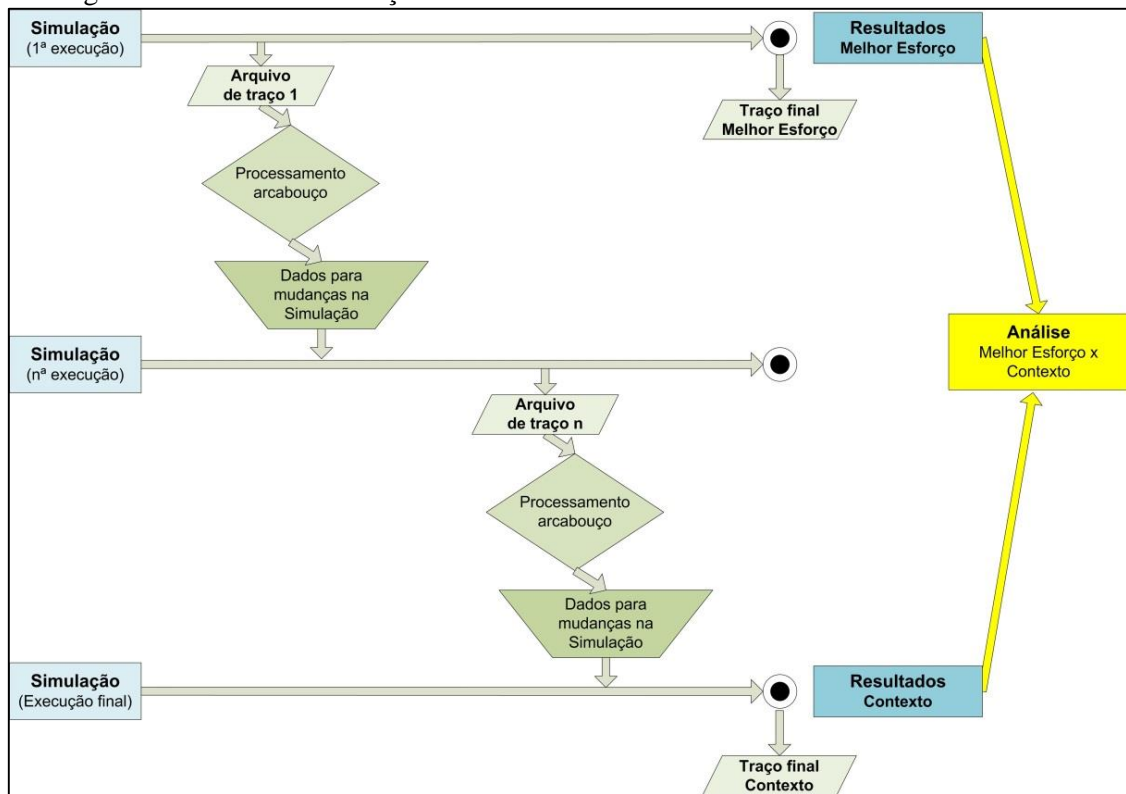 Simulação
(1ª execução)
Resultados
Melhor Esforço
Arquivo
de traço 1
Traço final
Melhor Esforço
Processamento
arcabouço
Dados para
mudanças na
Simulação
Simulação
(nª execução)
Análise
Melhor Esforço x
Contexto
Arquivo
de traço n
Processamento
arcabouço
Dados para
mudanças na
Simulação
Simulação
(Execução final)
Resultados
Contexto
Traço final
Contexto